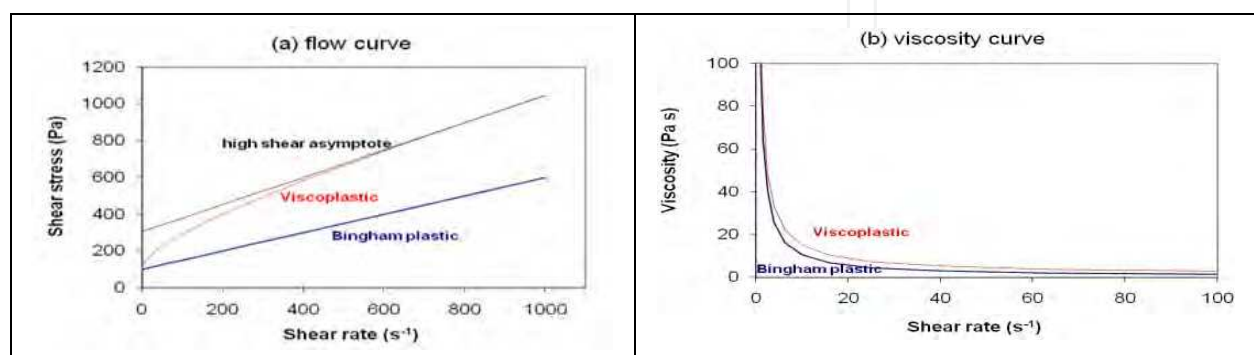 (a) flow curve
1200
1000
800
600
400
200
0
high shear asymptote
Viscoplastic
Bingham plastic
0 200 400 600 800 1000
Shear rate (s⁻¹)
Shear stress (Pa)
(b) viscosity curve
100
80
60
40
20
0
Viscoplastic
Bingham plastic
0 20 40 60 80 100
Shear rate (s⁻¹)
Viscosity (Pa s)